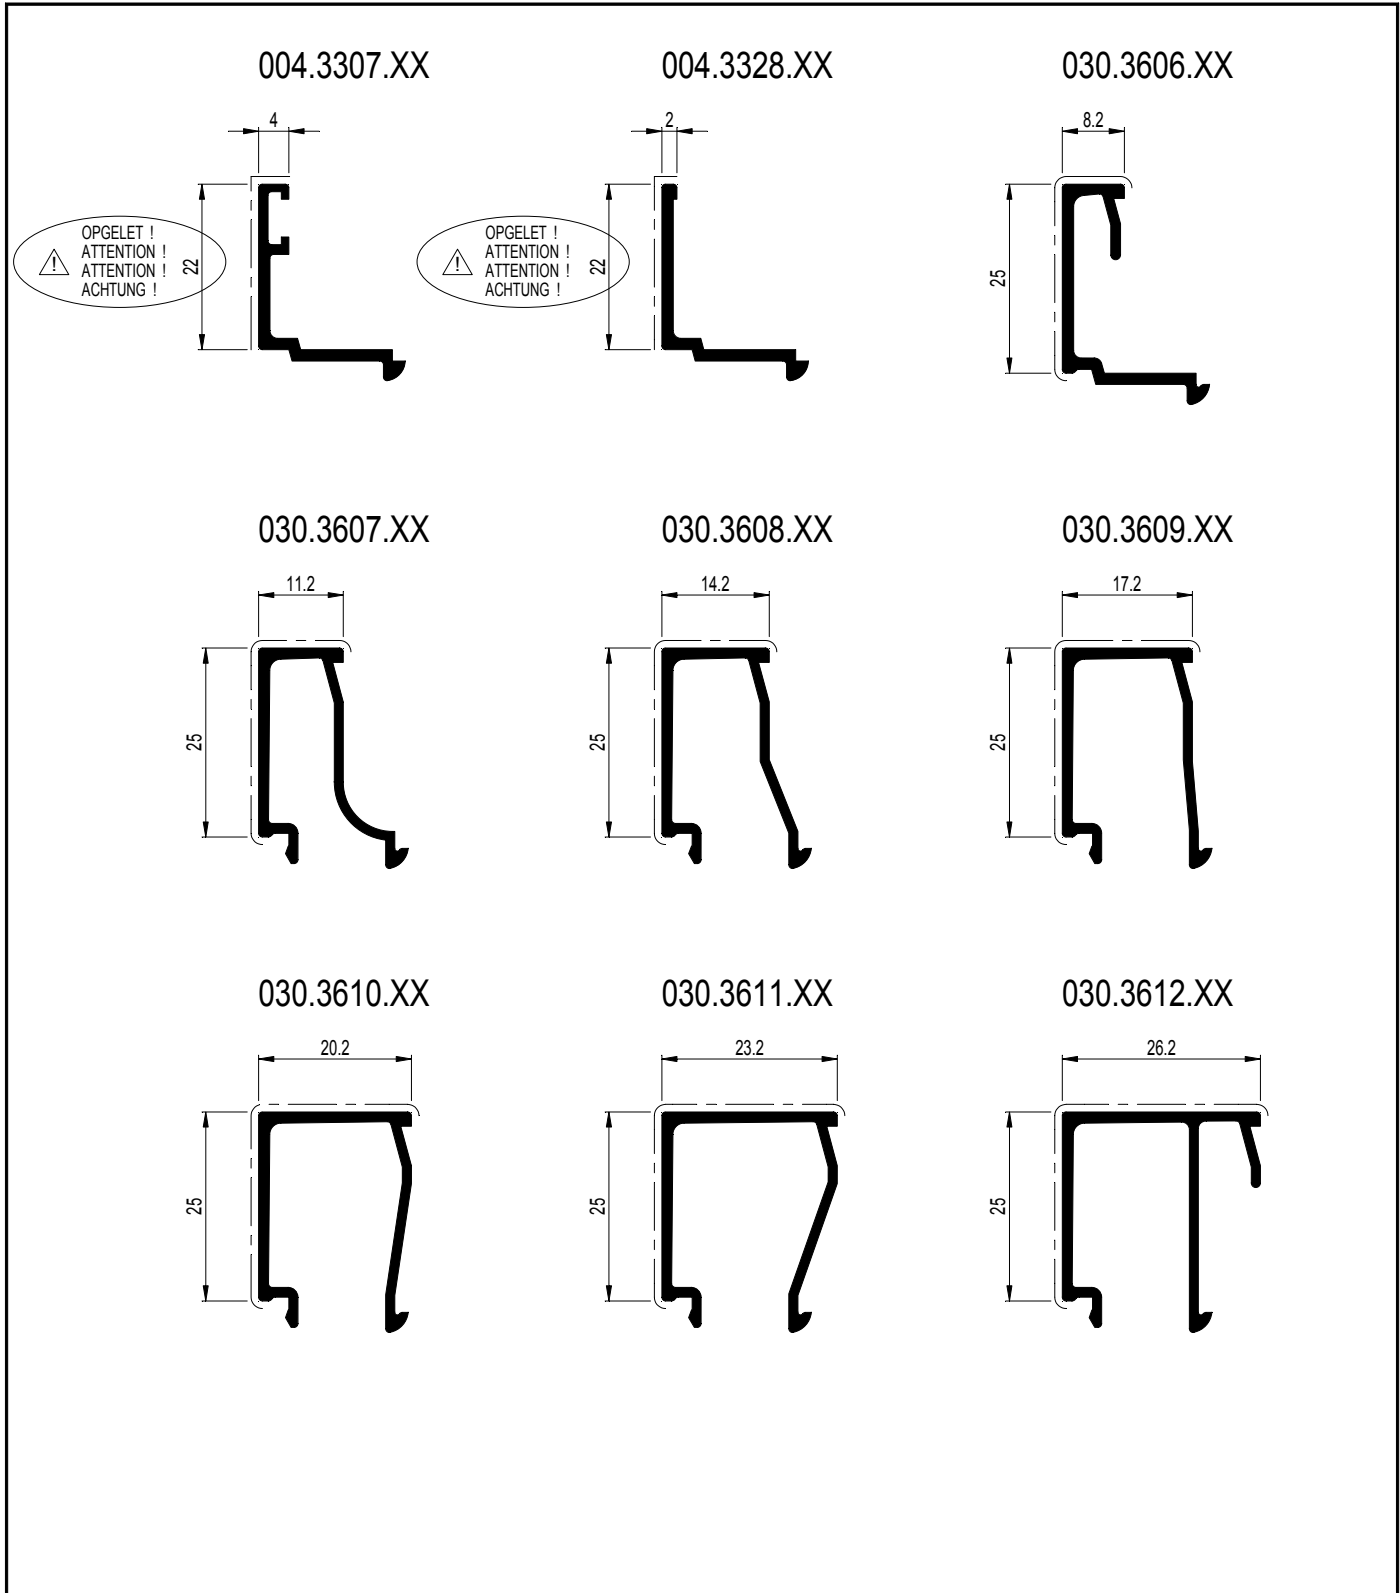 004.3307.XX
004.3328.XX
030.3606.XX
4
2
8.2
OPGELET !
ATTENTION !
ATTENTION !
ACHTUNG !
!
22
OPGELET !
ATTENTION !
ATTENTION !
ACHTUNG !
!
22
25
030.3607.XX
030.3608.XX
030.3609.XX
11.2
14.2
17.2
25
25
25
030.3610.XX
030.3611.XX
030.3612.XX
20.2
23.2
26.2
25
25
25